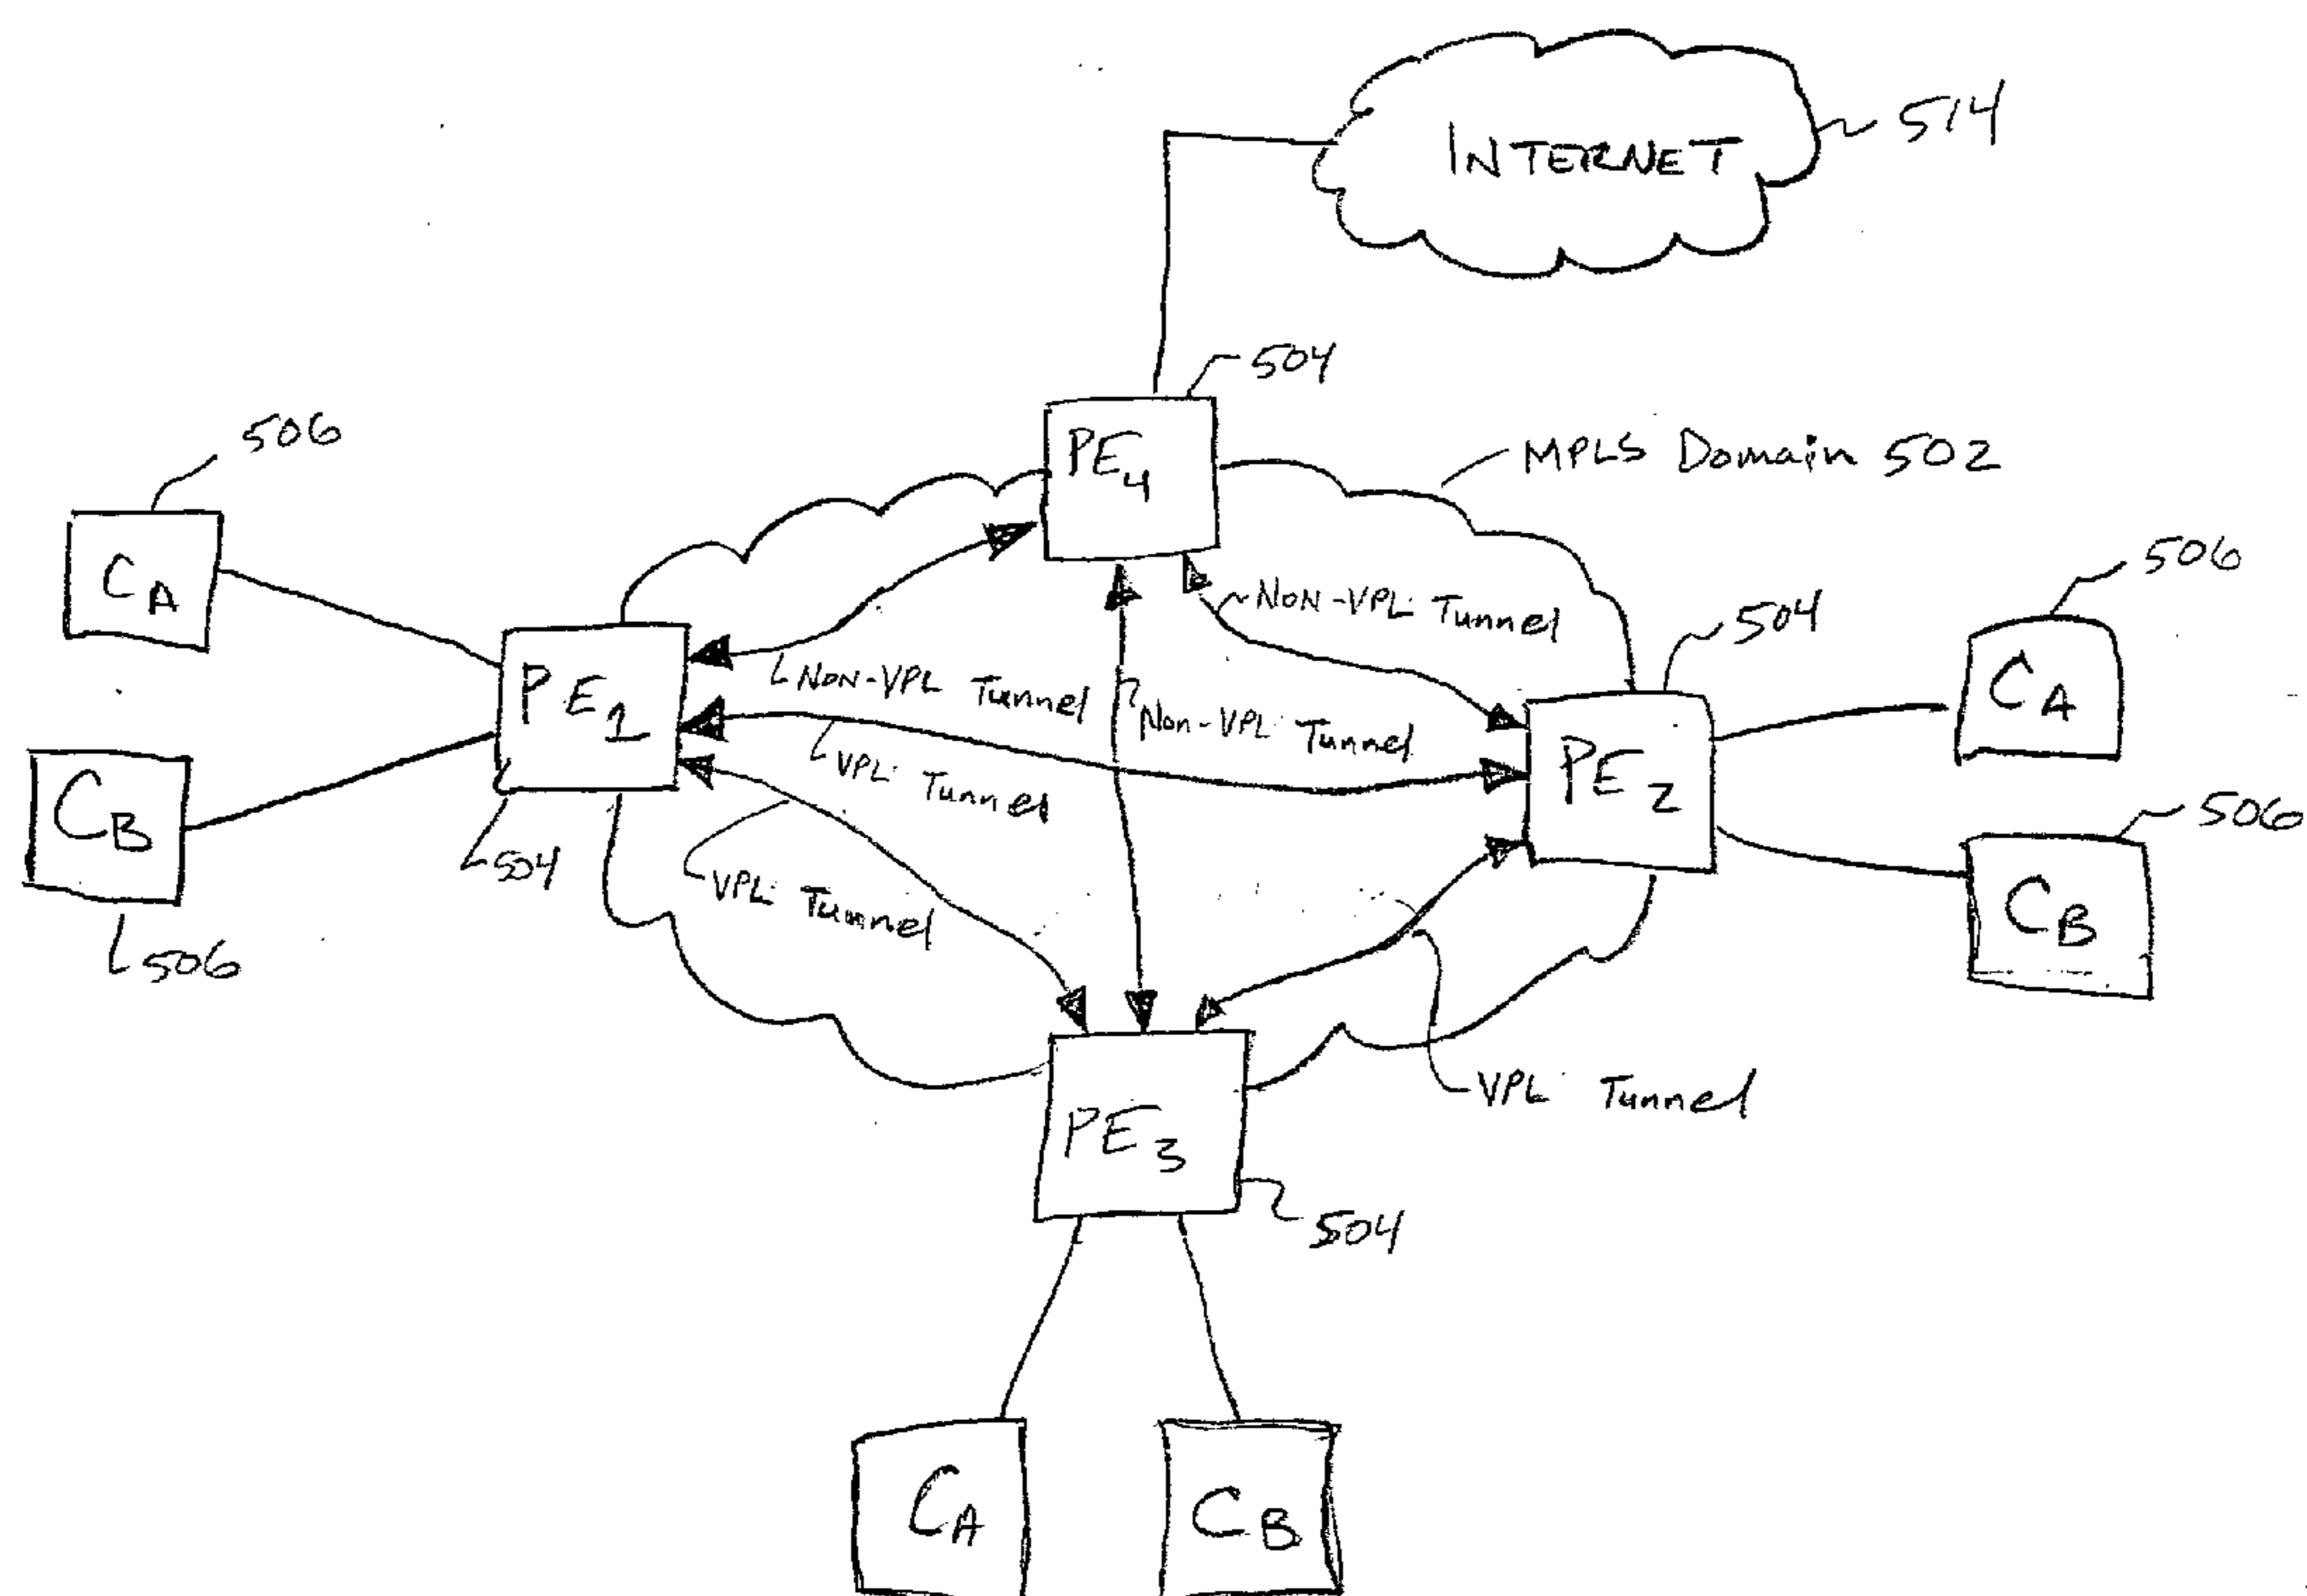 INTERNET
514
504
PE4
MPLS Domain 502
506
CA
506
CA
Non-VPL Tunnel
504
PE1
Non-VPL Tunnel
Non-VPL Tunnel
VPL Tunnel
PE2
CB
506
504
VPL Tunnel
506
CB
VPL Tunnel
PE3
504
CA
CB